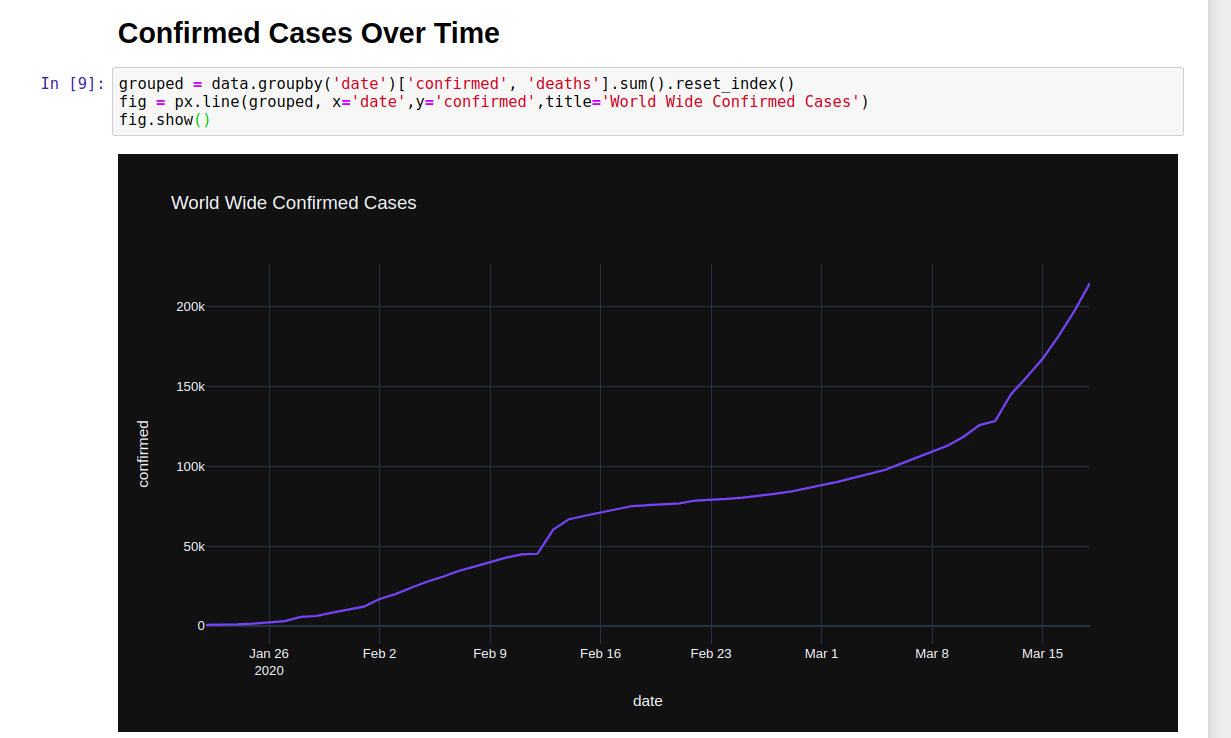 Confirmed Cases Over Time
In [9]:
grouped = data.groupby('date')['confirmed', 'deaths'].sum().reset_index()
fig = px.line(grouped, x='date',y='confirmed',title='World Wide Confirmed Cases')
fig.show()
World Wide Confirmed Cases
200k
150k
100k
50k
0
confirmed
Jan 26 Feb 2 Feb 9 Feb 16 Feb 23 Mar 1 Mar 8 Mar 15
2020
date